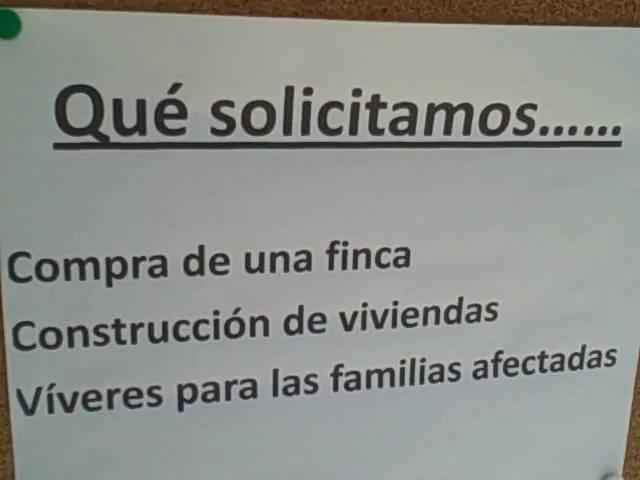 Qué solicitamos......
Compra de una finca
Construcción de viviendas
Víveres para las familias afectadas